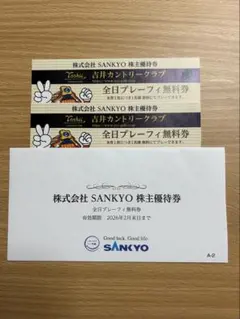 株式会社 SANKYO 株主優待券
吉井カントリークラブ
全日プレーフィ無料券
株式会社 SANKYO 株主優待券
吉井カントリークラブ
全日プレーフィ無料券
株式会社 SANKYO 株主優待券
全日プレーフィ無料券
有効期限 2026年2月末日まで
Good luck, Good life.
SANKYO